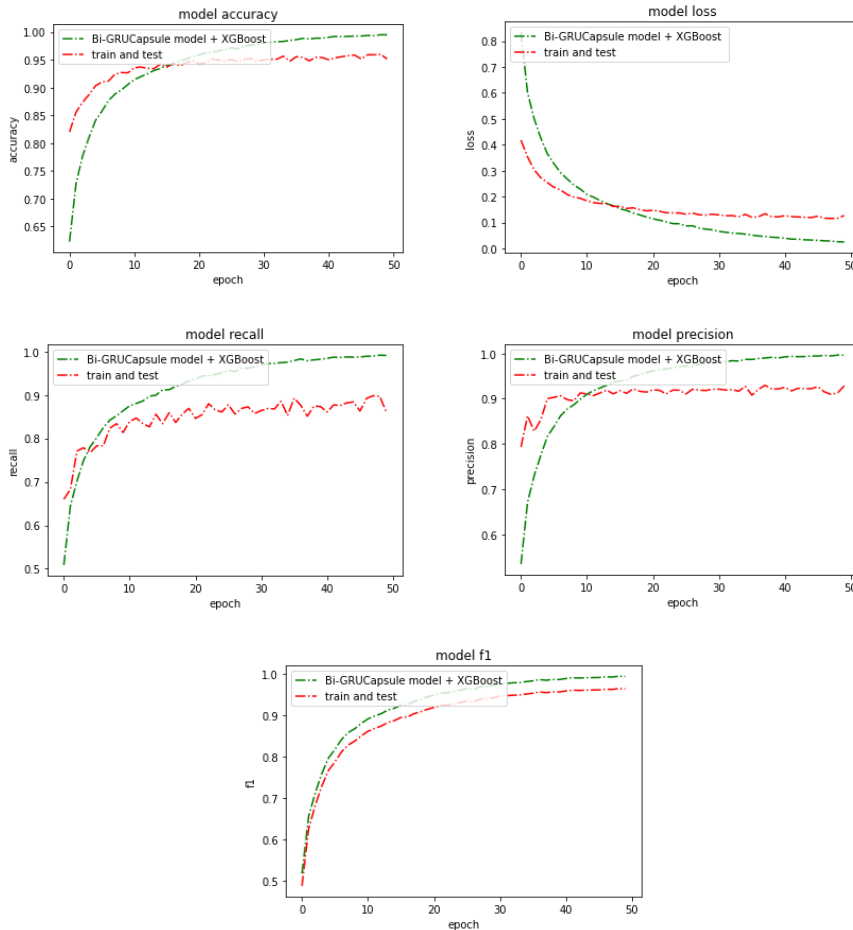 model accuracy
Bi-GRUCapsule model + XGBoost
train and test
1.00
0.95
0.90
0.85
0.80
0.75
0.70
0.65
accuracy
0 10 20 30 40 50
epoch
model loss
Bi-GRUCapsule model + XGBoost
train and test
0.8
0.7
0.6
0.5
0.4
0.3
0.2
0.1
0.0
loss
0 10 20 30 40 50
epoch
model recall
Bi-GRUCapsule model + XGBoost
train and test
1.0
0.9
0.8
0.7
0.6
0.5
recall
0 10 20 30 40 50
epoch
model precision
Bi-GRUCapsule model + XGBoost
train and test
1.0
0.9
0.8
0.7
0.6
precision
0 10 20 30 40 50
epoch
model f1
Bi-GRUCapsule model + XGBoost
train and test
1.0
0.9
0.8
0.7
0.6
0.5
f1
0 10 20 30 40 50
epoch